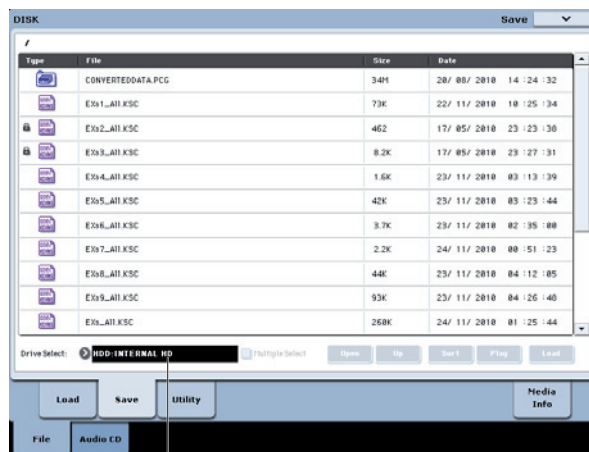 DISK Save
/
Type File Size Date
CONVERTEDDATA.PCG 34M 20/ 08/ 2010 14 :24 :32
EXs1_All.KSC 73K 22/ 11/ 2010 10 :25 :34
EXs2_All.KSC 462 17/ 05/ 2010 23 :23 :30
EXs3_All.KSC 8.2K 17/ 05/ 2010 23 :27 :31
EXs4_All.KSC 1.6K 23/ 11/ 2010 03 :13 :39
EXs5_All.KSC 42K 23/ 11/ 2010 03 :23 :44
EXs6_All.KSC 3.7K 23/ 11/ 2010 02 :35 :00
EXs7_All.KSC 2.2K 24/ 11/ 2010 00 :51 :23
EXs8_All.KSC 44K 23/ 11/ 2010 04 :12 :05
EXs9_All.KSC 93K 23/ 11/ 2010 04 :26 :40
EXs_All.KSC 260K 24/ 11/ 2010 01 :25 :44
Drive Select: HDD:INTERNAL HD Multiple Select Open Up Sort Play Load
Load Save Utility Media Info
File Audio CD